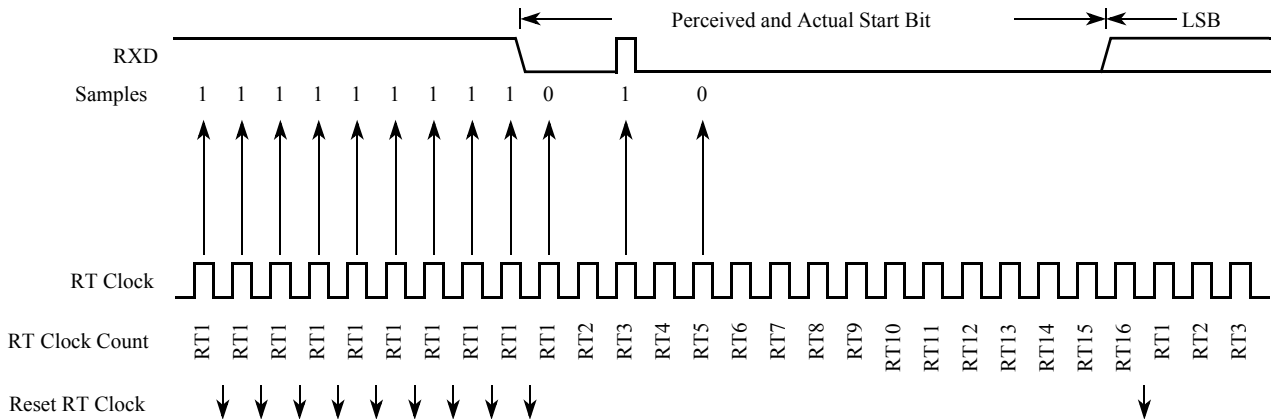 Perceived and Actual Start Bit LSB
RXD
Samples 1 1 1 1 1 1 1 1 1 0 1 0
RT Clock
RT Clock Count RT1 RT1 RT1 RT1 RT1 RT1 RT1 RT1 RT1 RT1 RT2 RT3 RT4 RT5 RT6 RT7 RT8 RT9 RT10 RT11 RT12 RT13 RT14 RT15 RT16 RT1 RT2 RT3
Reset RT Clock